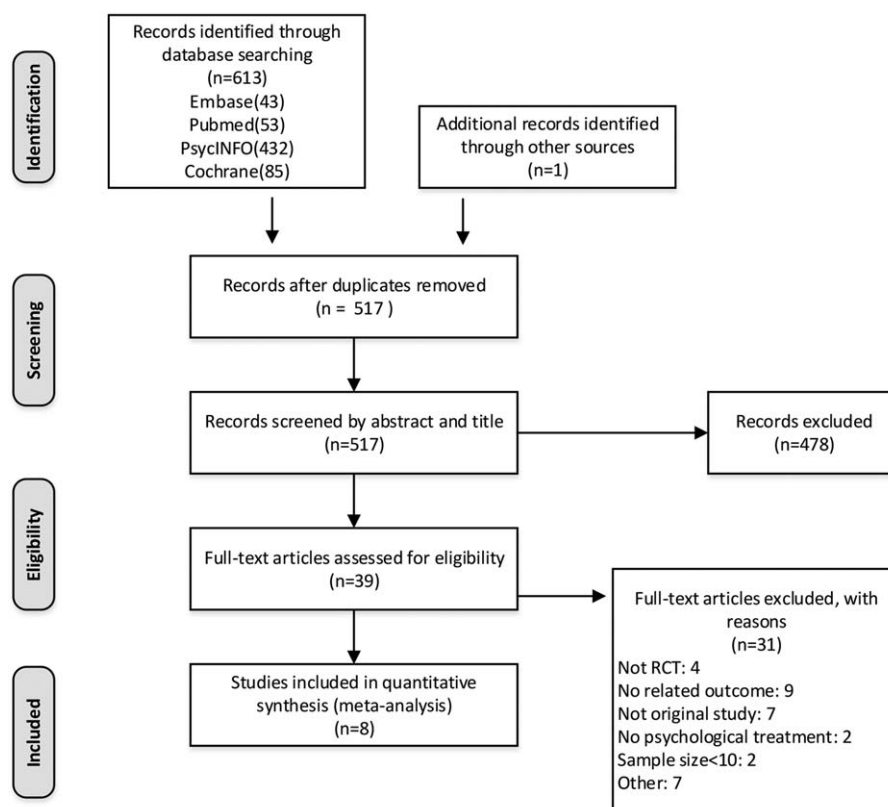 Identification
Records identified through
database searching
(n=613)
Embase(43)
Pubmed(53)
PsycINFO(432)
Cochrane(85)
Additional records identified
through other sources
(n=1)
Screening
Records after duplicates removed
(n = 517 )
Records screened by abstract and title
(n=517)
Records excluded
(n=478)
Eligibility
Full-text articles assessed for eligibility
(n=39)
Full-text articles excluded, with
reasons
(n=31)
Not RCT: 4
No related outcome: 9
Not original study: 7
No psychological treatment: 2
Sample size<10: 2
Other: 7
Included
Studies included in quantitative
synthesis (meta-analysis)
(n=8)